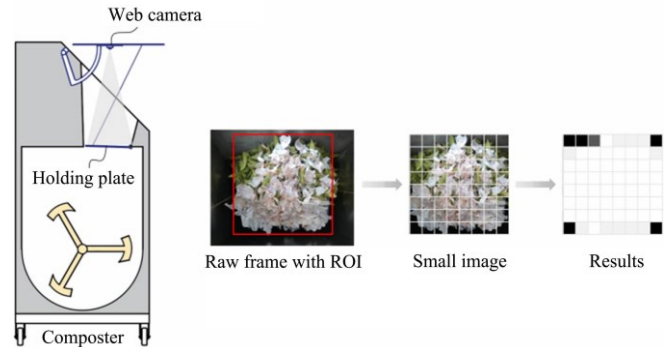 Web camera
Holding plate
Composter
Raw frame with ROI
Small image
Results